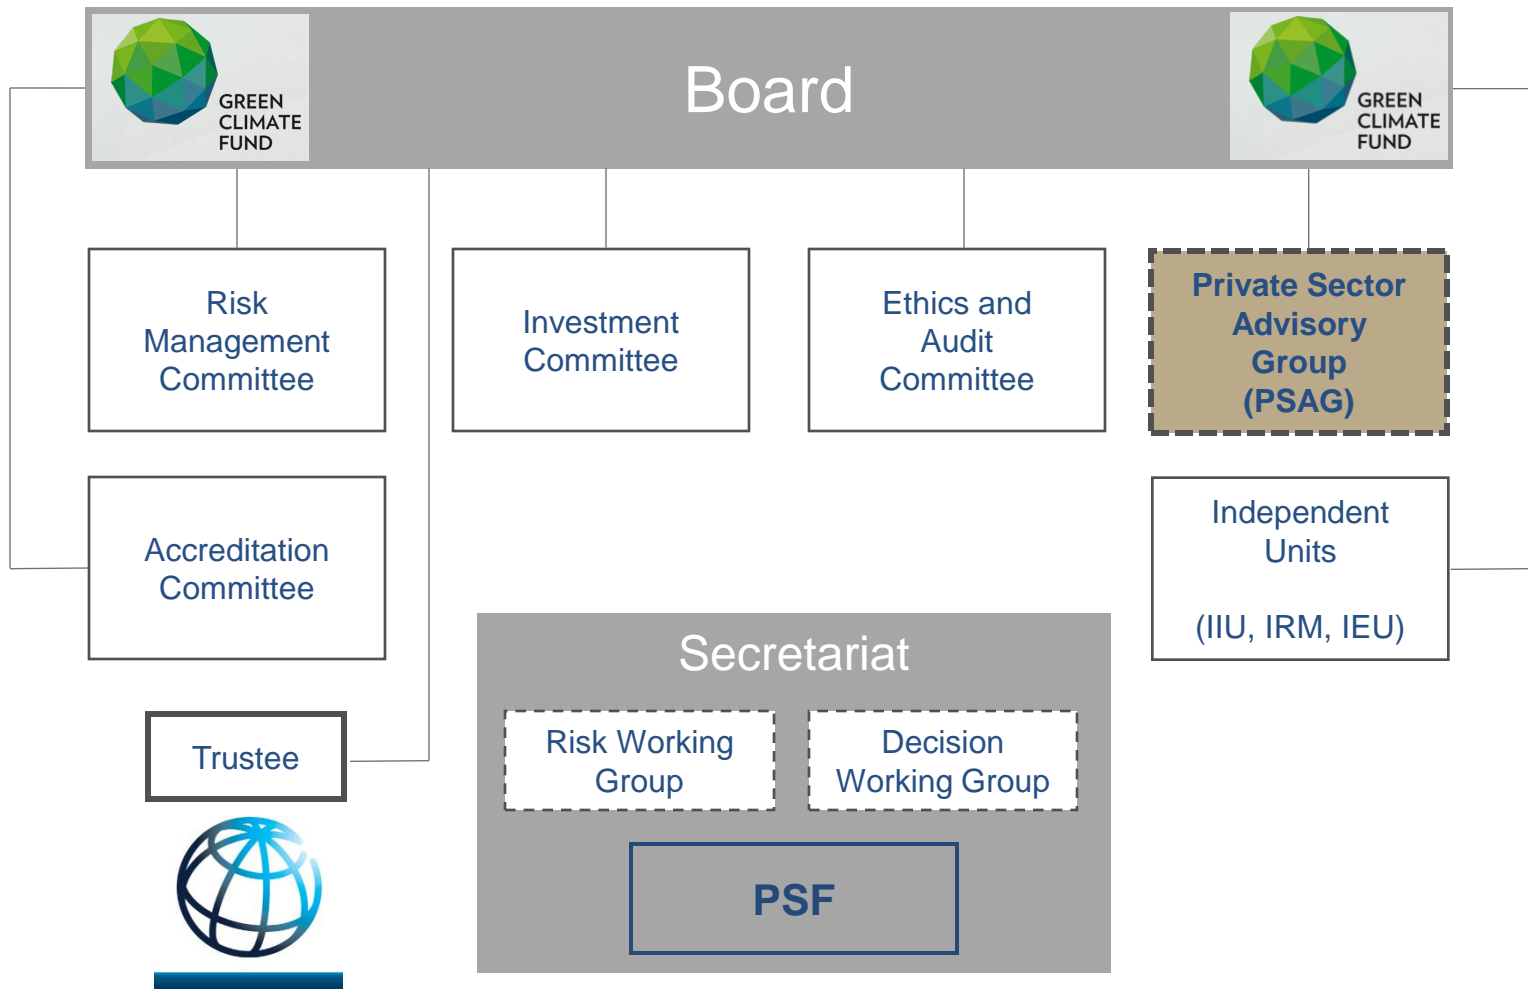 GREEN
CLIMATE
FUND
Board
GREEN
CLIMATE
FUND
Risk
Management
Committee
Investment
Committee
Ethics and
Audit
Committee
Private Sector
Advisory
Group
(PSAG)
Accreditation
Committee
Independent
Units
(IIU, IRM, IEU)
Secretariat
Trustee
Risk Working
Group
Decision
Working Group
PSF